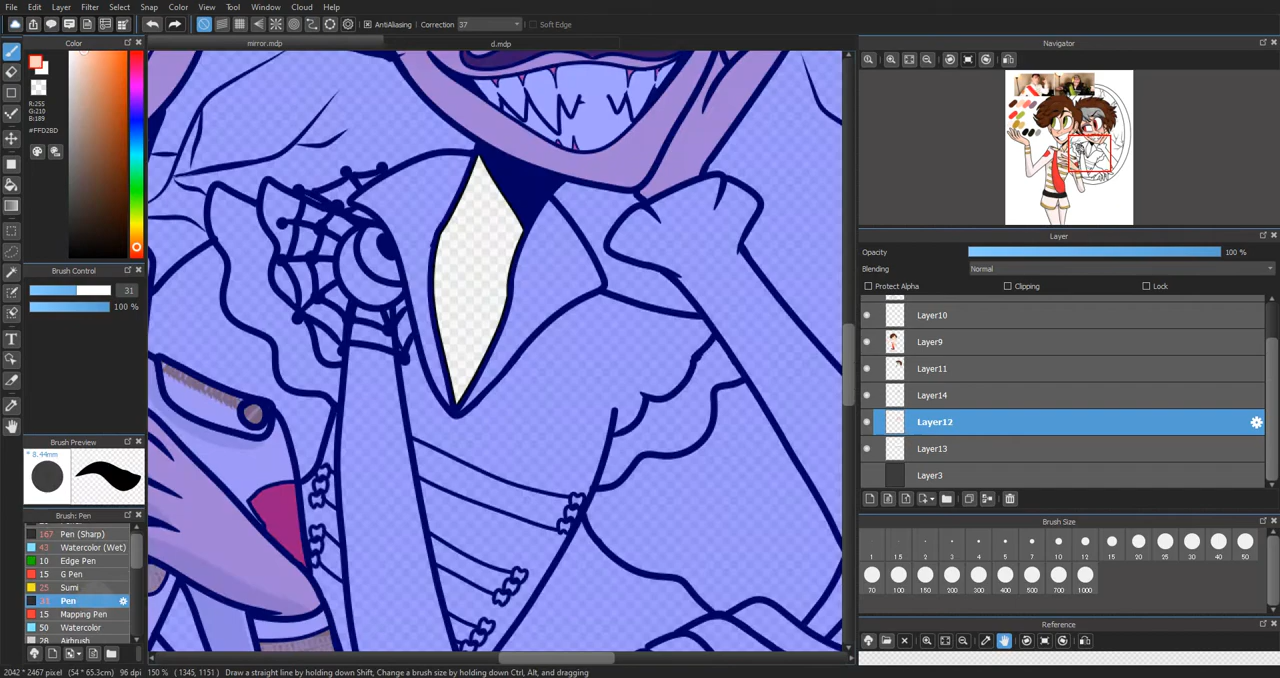 File Edit View Layer Filter Select Snap Color View Tool Window Cloud Help
AntiAliasing Correction 37 Soft Edge
mirror.mdp d.mdp
Color
R:255
G:210
B:189
#FFD2BD
Brush Control
31
100 %
Brush Preview
* 8.44mm
Brush: Pen
167 Pen (Sharp)
43 Watercolor (Wet)
10 Edge Pen
15 G Pen
25 Sumi
31 Pen
15 Mapping Pen
50 Watercolor
28 Airbrush
Navigator
Layer
Opacity 100 %
Blending Normal
Protect Alpha Clipping Lock
Layer10
Layer9
Layer11
Layer14
Layer12
Layer13
Layer3
Brush Size
1 1.5 2 3 4 5 7 10 12 15 20 25 30 40 50
70 100 150 200 300 400 500 700 1000
Reference
2042 * 2467 pixel (54 * 65.3cm) 96 dpi 150 % (1345, 1151) Draw a straight line by holding down Shift, Change a brush size by holding down Ctrl, Alt, and dragging